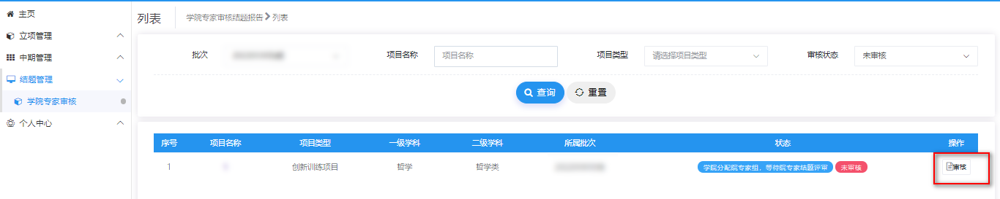 主页
立项管理
中期管理
结题管理
学院专家审核
个人中心
列表
学院专家审核结题报告 列表
批次
项目名称 项目名称
项目类型 请选择项目类型
审核状态 未审核
查询 重置
序号 项目名称 项目类型 一级学科 二级学科 所属批次 状态 操作
1 创新训练项目 哲学 哲学类 学院分配院专家组，等待院专家结题评审 未审核 审核